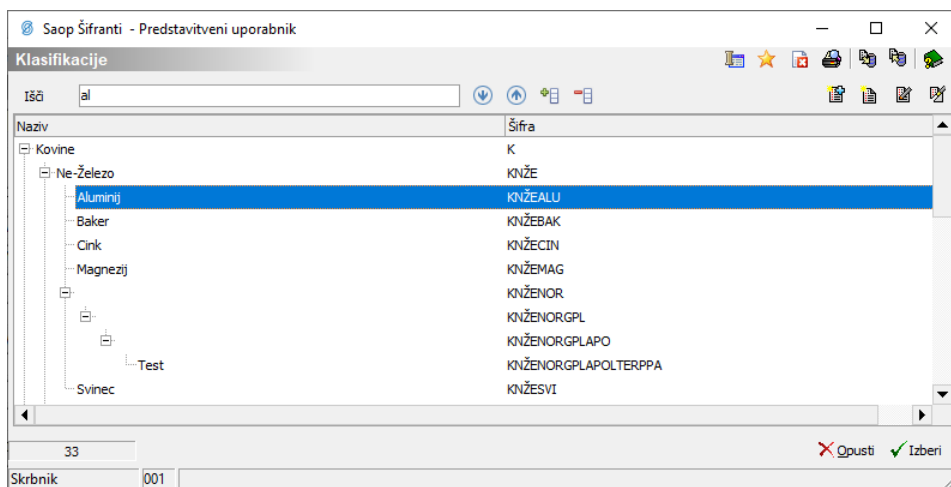 Saop Šifranti - Predstavitveni uporabnik
Klasifikacije
Išči al
Naziv Šifra
Kovine K
Ne-Železo KNŽE
Aluminij KNŽEALU
Baker KNŽEBAK
Cink KNŽECIN
Magnezij KNŽEMAG
KNŽENOR
KNŽENORGPL
KNŽENORGPLAPO
Test KNŽENORGPLAPOLTERPPA
Svinec KNŽESVI
33 Opusti Izberi
Skrbnik 001